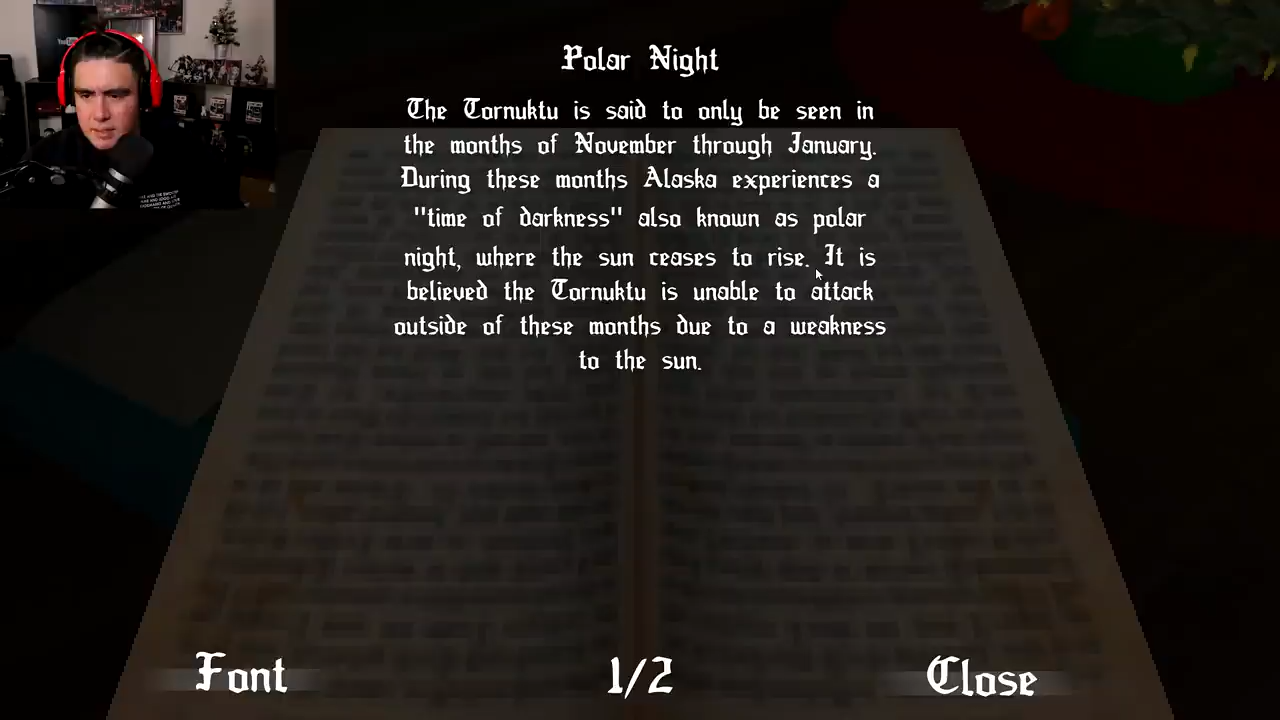 Polar Night
The Tornuktu is said to only be seen in
the months of November through January.
During these months Alaska experiences a
"time of darkness" also known as polar
night, where the sun ceases to rise. It is
believed the Tornuktu is unable to attack
outside of these months due to a weakness
to the sun.
Font
1/2
Close